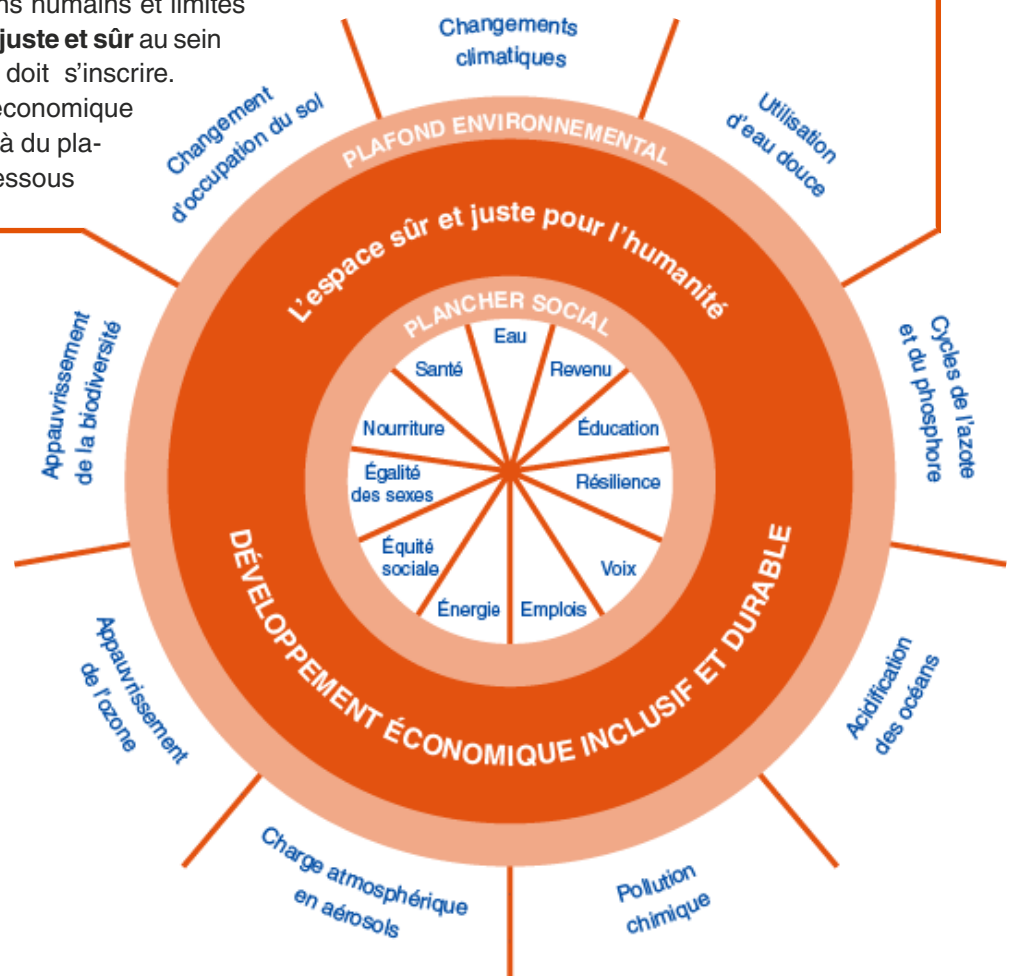 ns humains et limites
juste et sûr au sein
doit s'inscrire.
économique
à du pla-
essous
Changements
climatiques
Utilisation
d'eau douce
Cycles de l'azote
et du phosphore
Acidification
des océans
Pollution
chimique
Charge atmosphérique
en aérosols
Appauvrissement
de l'ozone
Appauvrissement
de la biodiversité
Changement
d'occupation du sol
PLAFOND ENVIRONNEMENTAL
L'espace sûr et juste pour l'humanité
PLANCHER SOCIAL
Eau
Revenu
Éducation
Résilience
Voix
Emplois
Énergie
Équité
sociale
Égalité
des sexes
Nourriture
Santé
DÉVELOPPEMENT ÉCONOMIQUE INCLUSIF ET DURABLE